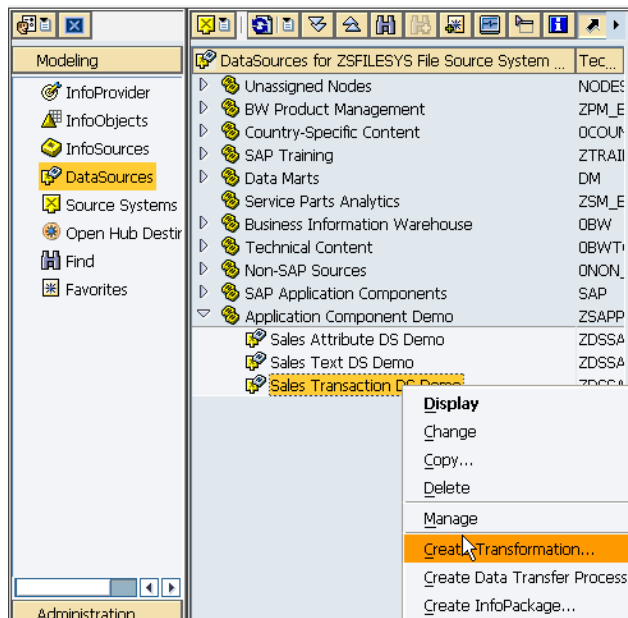 Modeling
InfoProvider
InfoObjects
InfoSources
DataSources
Source Systems
Open Hub Destir
Find
Favorites
Administration
DataSources for ZSFILESYS File Source System ... Tec...
Unassigned Nodes NODES
BW Product Management ZPM_E
Country-Specific Content 0COUN
SAP Training ZTRAI
Data Marts DM
Service Parts Analytics ZSM_E
Business Information Warehouse 0BW
Technical Content 0BWT
Non-SAP Sources 0NON_
SAP Application Components SAP
Application Component Demo ZSAPP
Sales Attribute DS Demo ZDSSA
Sales Text DS Demo ZDSSA
Sales Transaction DS Demo ZDSSA
Display
Change
Copy...
Delete
Manage
Create Transformation...
Create Data Transfer Process
Create InfoPackage...